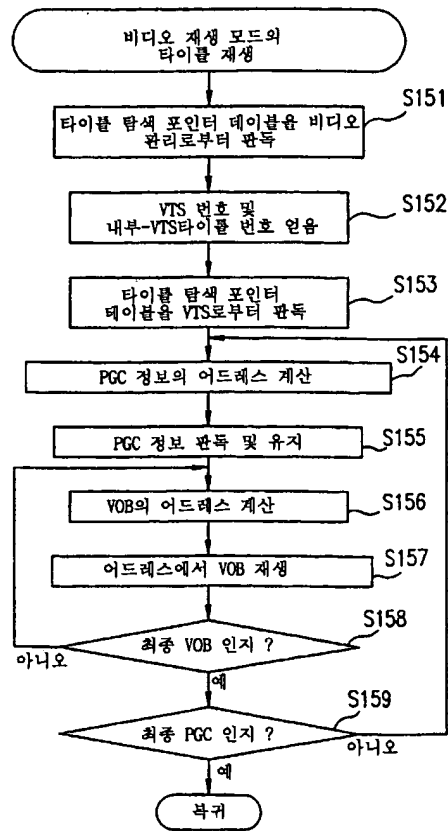 비디오 재생 모드의
타이틀 재생
S151
타이틀 탐색 포인터 테이블을 비디오
관리로부터 판독
S152
VTS 번호 및
내부-VTS타이틀 번호 얻음
S153
타이틀 탐색 포인터
테이블을 VTS로부터 판독
S154
PGC 정보의 어드레스 계산
S155
PGC 정보 판독 및 유지
S156
VOB의 어드레스 계산
S157
어드레스에서 VOB 재생
S158
최종 VOB 인지 ?
아니오
예
S159
최종 PGC 인지 ?
아니오
예
복귀